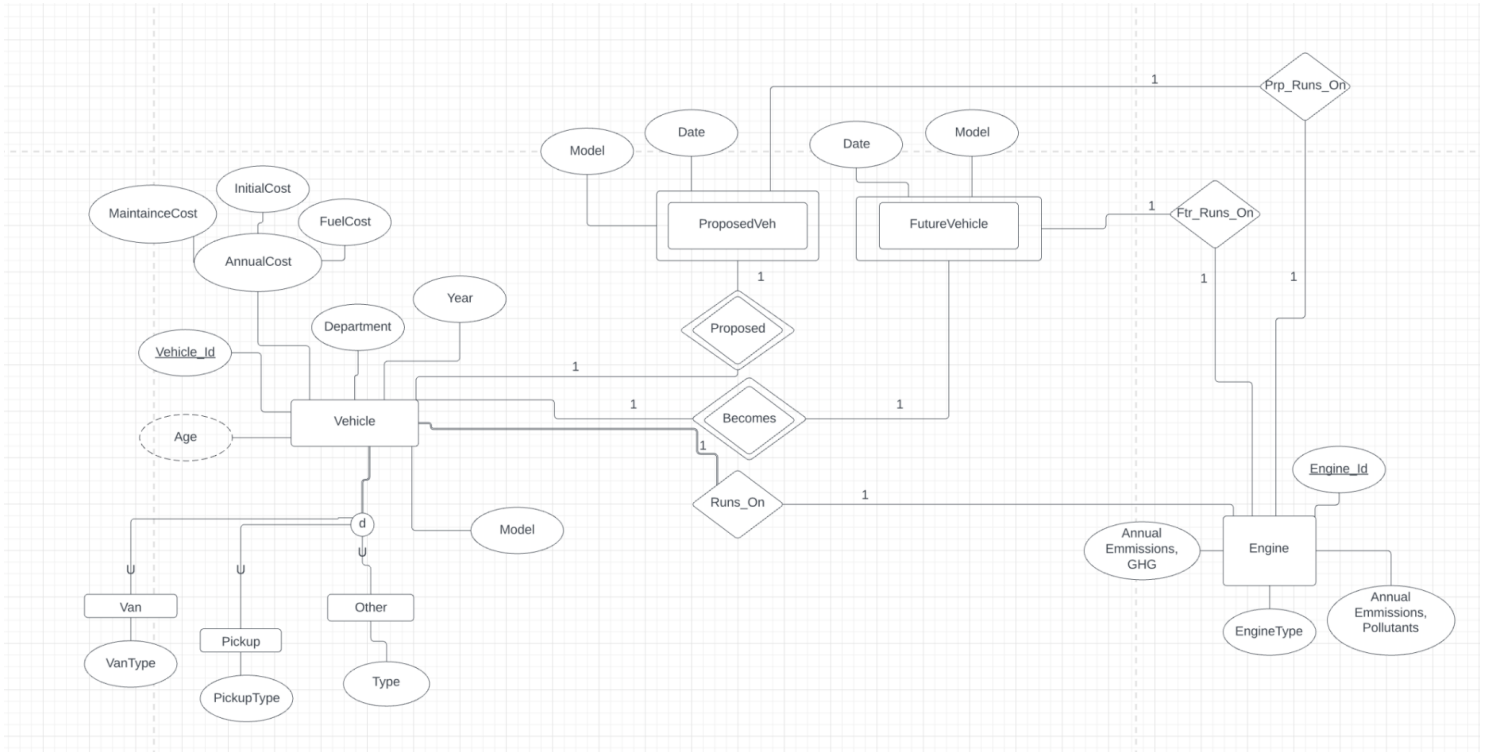 1
Prp_Runs_On
Date
Model
Date
Model
InitialCost
MaintainceCost
FuelCost
AnnualCost
ProposedVeh
FutureVehicle
1
Ftr_Runs_On
1
1
1
Year
Department
Proposed
Vehicle_Id
1
1
Becomes
1
Vehicle
Age
1
Engine_Id
Runs_On
1
d
Model
U
U
U
Annual
Emmissions,
GHG
Engine
Van
Pickup
Other
Annual
Emmissions,
Pollutants
EngineType
VanType
PickupType
Type